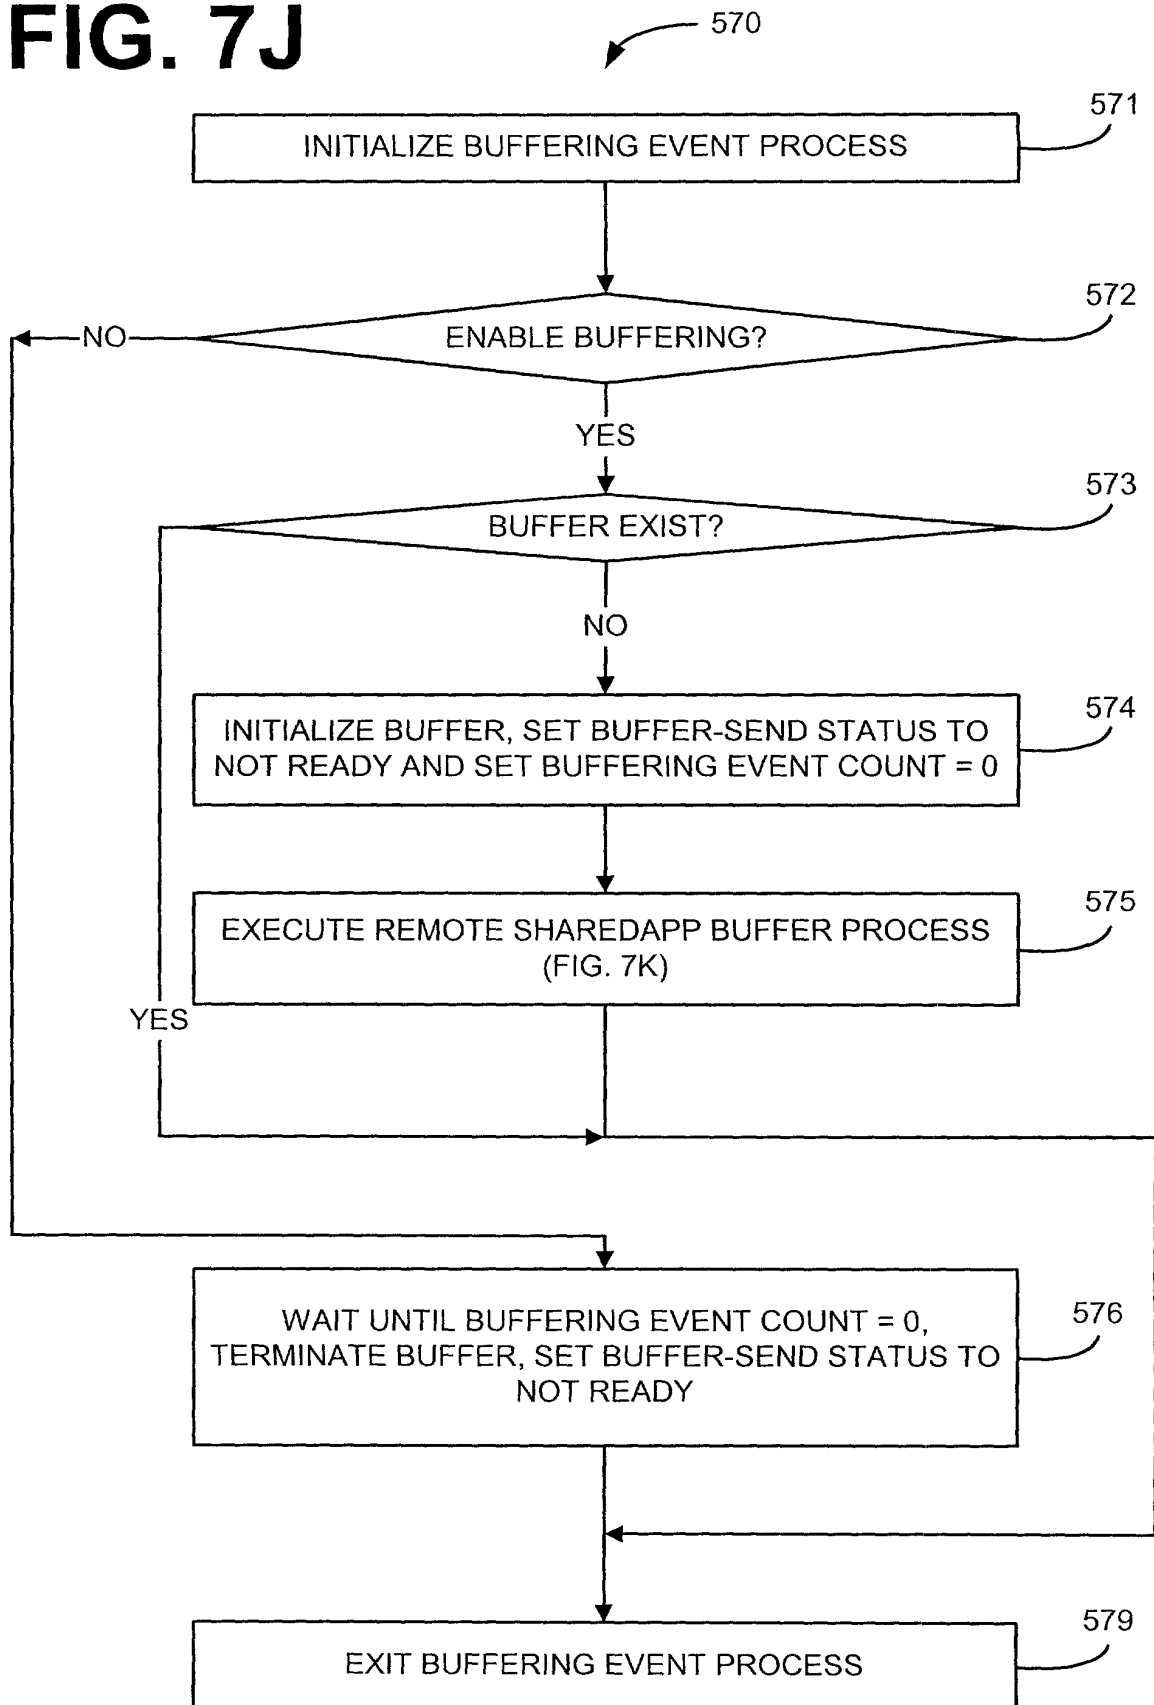 FIG. 7J
570
571
INITIALIZE BUFFERING EVENT PROCESS
572
NO
ENABLE BUFFERING?
YES
573
BUFFER EXIST?
NO
574
INITIALIZE BUFFER, SET BUFFER-SEND STATUS TO
NOT READY AND SET BUFFERING EVENT COUNT = 0
575
EXECUTE REMOTE SHAREDAPP BUFFER PROCESS
(FIG. 7K)
YES
576
WAIT UNTIL BUFFERING EVENT COUNT = 0,
TERMINATE BUFFER, SET BUFFER-SEND STATUS TO
NOT READY
579
EXIT BUFFERING EVENT PROCESS